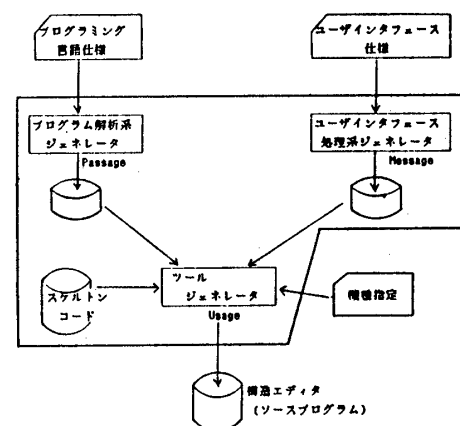 プログラミング
言語仕様
ユーザインタフェース
仕様
プログラム解析系
ジェネレータ
Passage
ユーザインタフェース
処理系ジェネレータ
Message
スケルトン
コード
ツール
ジェネレータ
Usage
機種指定
構造エディタ
(ソースプログラム)